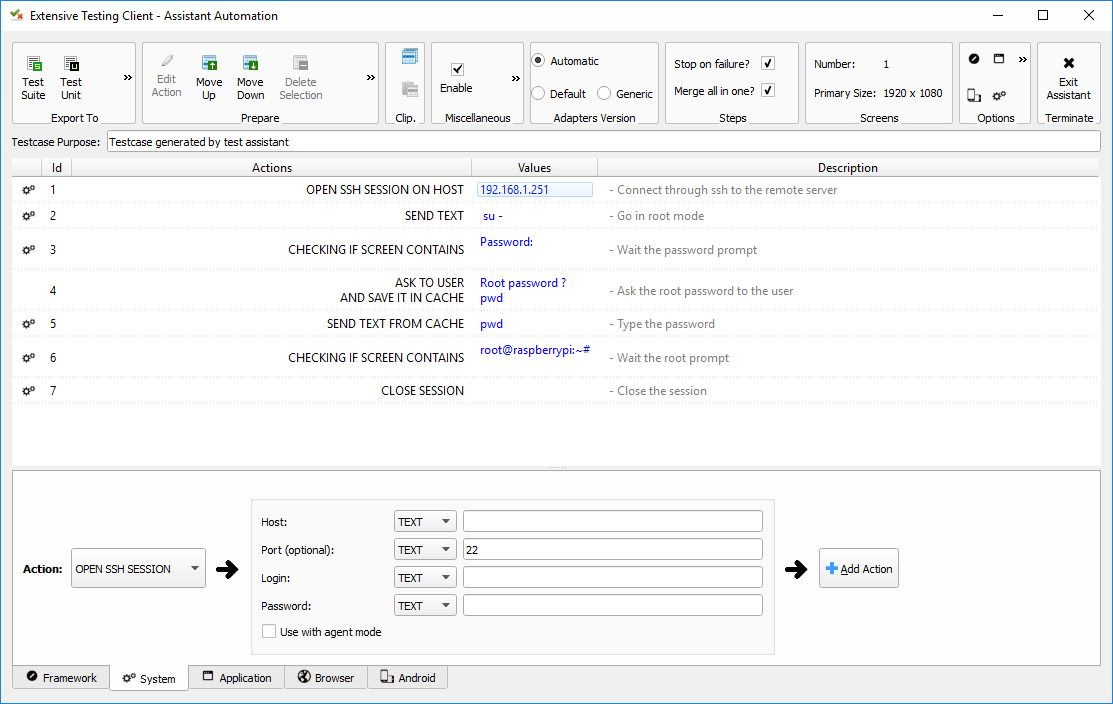 Extensive Testing Client - Assistant Automation
Test Suite
Test Unit
»
Export To
Edit Action
Move Up
Move Down
Delete Selection
»
Prepare
Clip.
Enable
»
Miscellaneous
Automatic
Default
Generic
Adapters Version
Stop on failure?
Merge all in one?
Steps
Number: 1
Primary Size: 1920 x 1080
Screens
»
Options
Exit Assistant
Terminate
Testcase Purpose: Testcase generated by test assistant
Id Actions Values Description
1 OPEN SSH SESSION ON HOST 192.168.1.251 - Connect through ssh to the remote server
2 SEND TEXT su - - Go in root mode
3 CHECKING IF SCREEN CONTAINS Password: - Wait the password prompt
4 ASK TO USER Root password ? - Ask the root password to the user
AND SAVE IT IN CACHE pwd
5 SEND TEXT FROM CACHE pwd - Type the password
6 CHECKING IF SCREEN CONTAINS root@raspberrypi:~# - Wait the root prompt
7 CLOSE SESSION - Close the session
Action: OPEN SSH SESSION
Host: TEXT
Port (optional): TEXT 22
Login: TEXT
Password: TEXT
Use with agent mode
Add Action
Framework System Application Browser Android